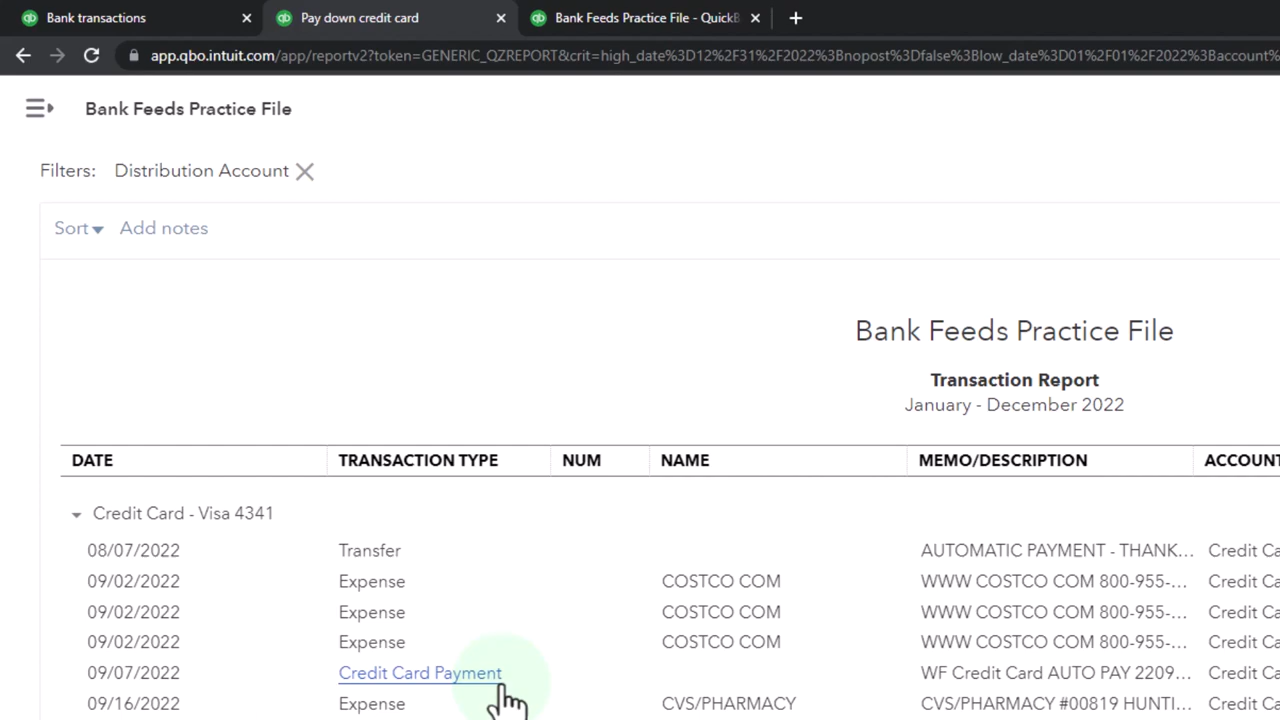 Bank transactions
Pay down credit card
Bank Feeds Practice File - QuickB
app.qbo.intuit.com/app/reportv2?token=GENERIC_QZREPORT&crit=high_date%3D12%2F31%2F2022%3Bnopost%3Dfalse%3Blow_date%3D01%2F01%2F2022%3Baccount%
Bank Feeds Practice File
Filters: Distribution Account
Sort Add notes
Bank Feeds Practice File
Transaction Report
January - December 2022
DATE TRANSACTION TYPE NUM NAME MEMO/DESCRIPTION ACCOUNT
Credit Card - Visa 4341
08/07/2022 Transfer AUTOMATIC PAYMENT - THANK... Credit Ca
09/02/2022 Expense COSTCO COM WWW COSTCO COM 800-955-... Credit Ca
09/02/2022 Expense COSTCO COM WWW COSTCO COM 800-955-... Credit Ca
09/02/2022 Expense COSTCO COM WWW COSTCO COM 800-955-... Credit Ca
09/07/2022 Credit Card Payment WF Credit Card AUTO PAY 2209... Credit Ca
09/16/2022 Expense CVS/PHARMACY CVS/PHARMACY #00819 HUNTI... Credit Ca